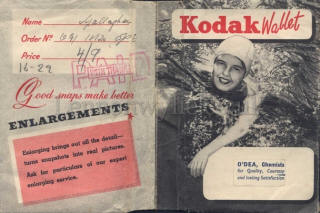 Name Gallagher
Order No
Price 4/9
16-29
PAID
Good snaps make better
ENLARGEMENTS
Enlarging brings out all the detail—
turns snapshots into real pictures.
Ask for particulars of our expert
enlarging service.
Kodak Wallet
O'DEA, Chemists
for Quality, Courtesy
and lasting Satisfaction